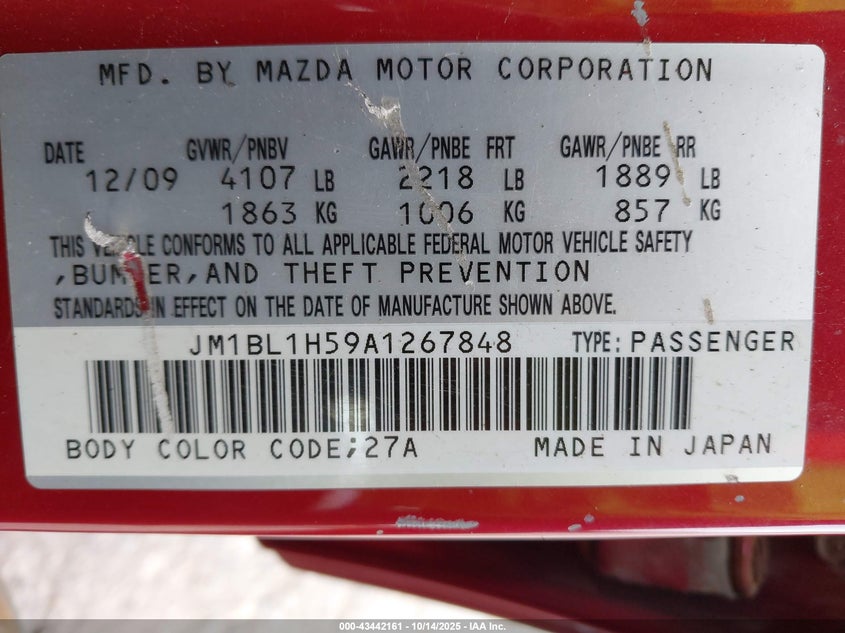 MFD. BY MAZDA MOTOR CORPORATION
DATE GVWR/PNBV GAWR/PNBE FRT GAWR/PNBE RR
12/09 4107 LB 2218 LB 1889 LB
1863 KG 1006 KG 857 KG
THIS VEHICLE CONFORMS TO ALL APPLICABLE FEDERAL MOTOR VEHICLE SAFETY
,BUMPER,AND THEFT PREVENTION
STANDARDS IN EFFECT ON THE DATE OF MANUFACTURE SHOWN ABOVE.
JM1BL1H59A1267848 TYPE: PASSENGER
BODY COLOR CODE;27A MADE IN JAPAN
000-43442161 - 10/14/2025 - IAA Inc.